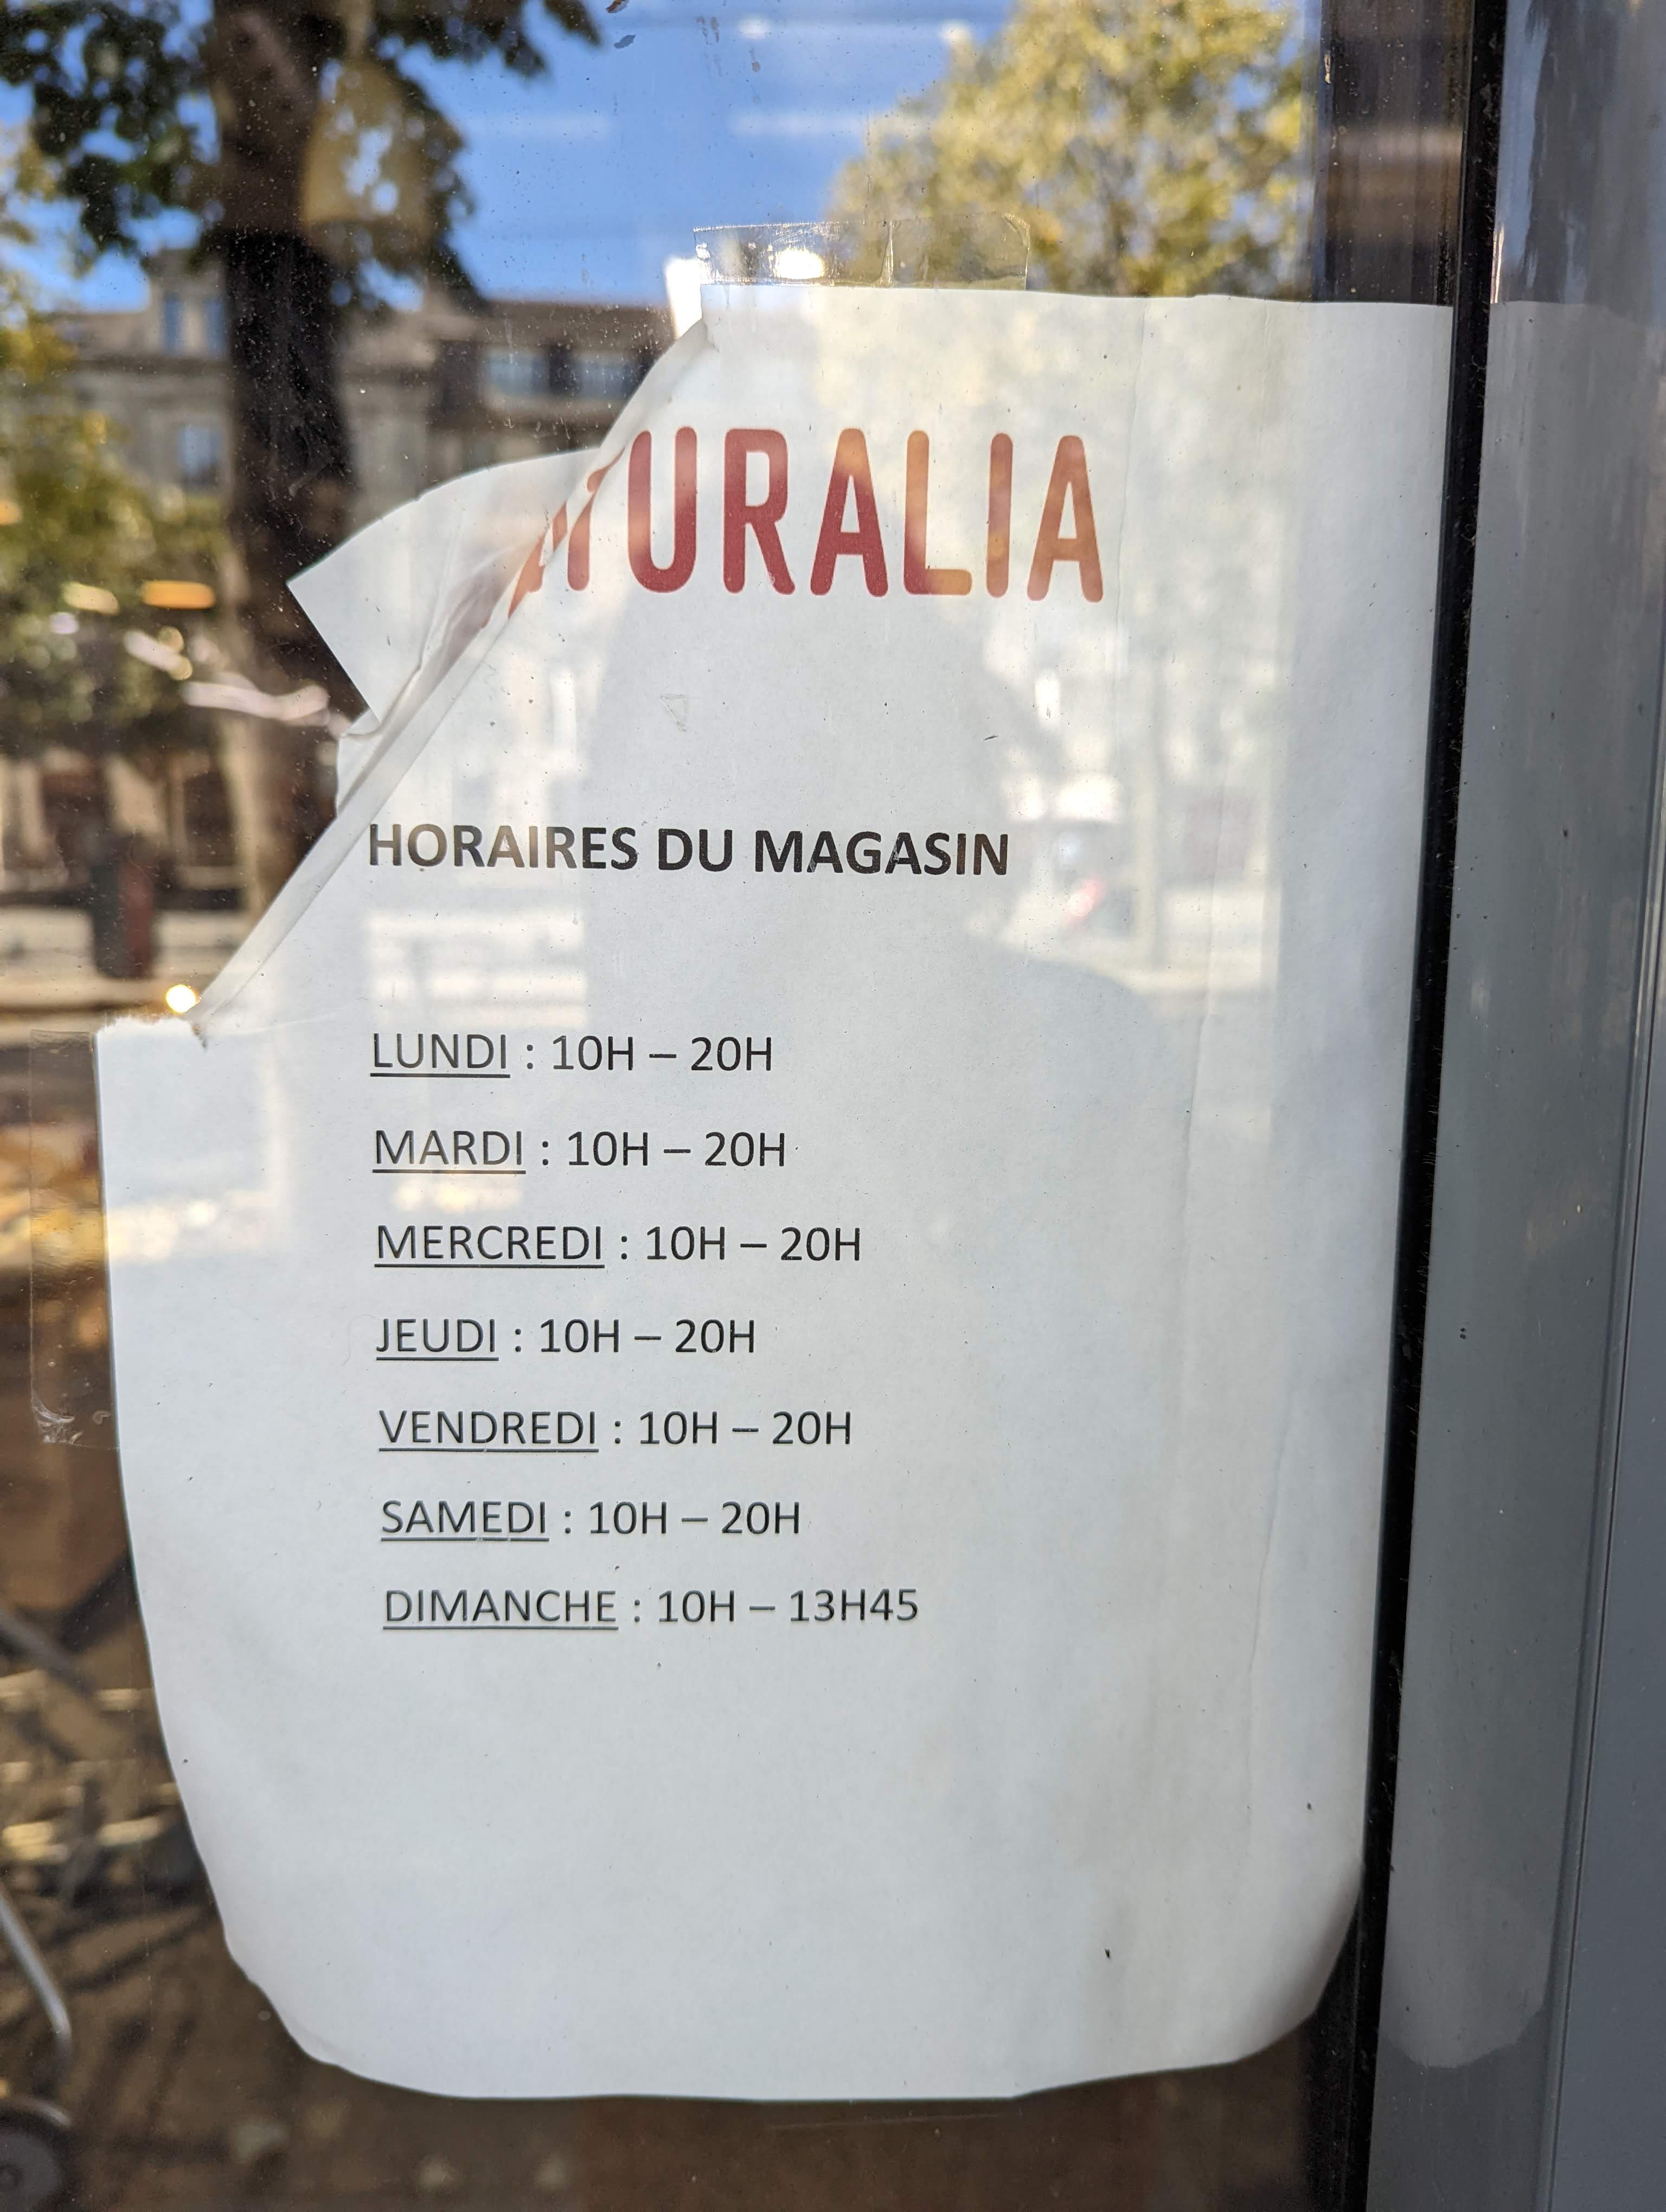 ATURALIA
HORAIRES DU MAGASIN
LUNDI : 10H – 20H
MARDI : 10H – 20H
MERCREDI : 10H – 20H
JEUDI : 10H – 20H
VENDREDI : 10H – 20H
SAMEDI : 10H – 20H
DIMANCHE : 10H – 13H45